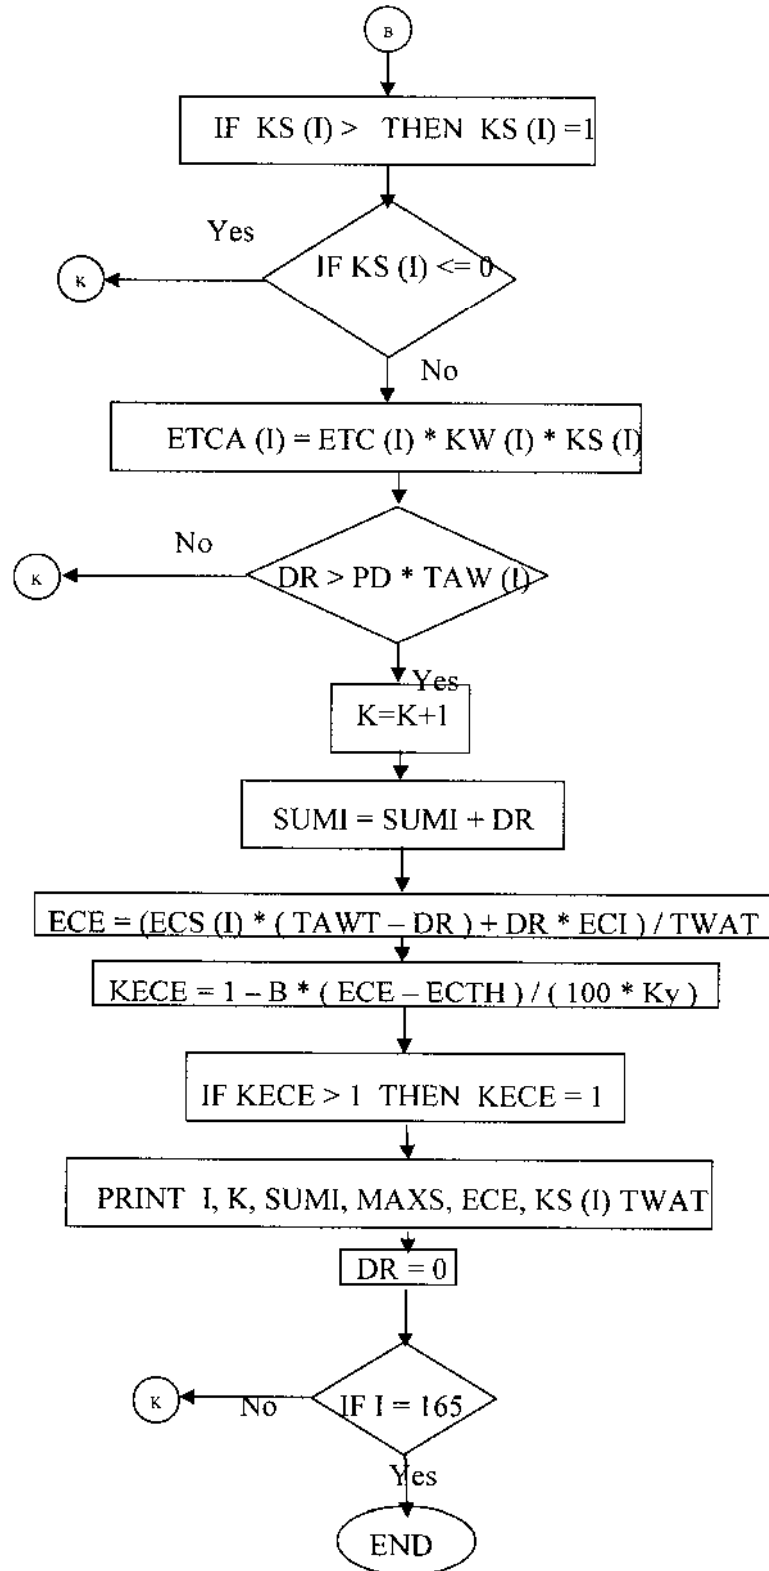 B
IF KS (I) > THEN KS (I) =1
Yes
IF KS (I) <= 0
K
No
ETCA (I) = ETC (I) * KW (I) * KS (I)
No
DR > PD * TAW (I)
K
Yes
K=K+1
SUMI = SUMI + DR
ECE = (ECS (I) * ( TAWT – DR ) + DR * ECI ) / TWAT
KECE = 1 – B * ( ECE – ECTH ) / ( 100 * Ky )
IF KECE > 1 THEN KECE = 1
PRINT I, K, SUMI, MAXS, ECE, KS (I) TWAT
DR = 0
K
No
IF I = 165
Yes
END